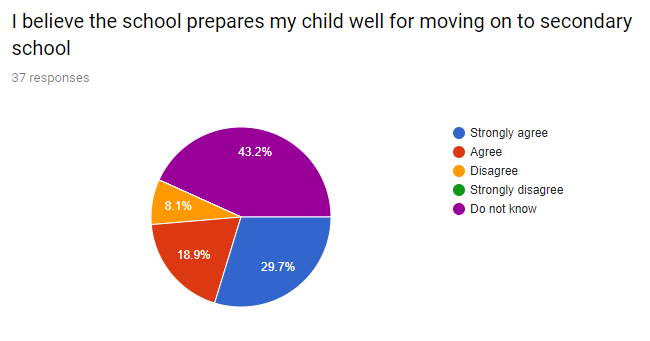 I believe the school prepares my child well for moving on to secondary
school
37 responses
43.2%
8.1%
18.9%
29.7%
Strongly agree
Agree
Disagree
Strongly disagree
Do not know